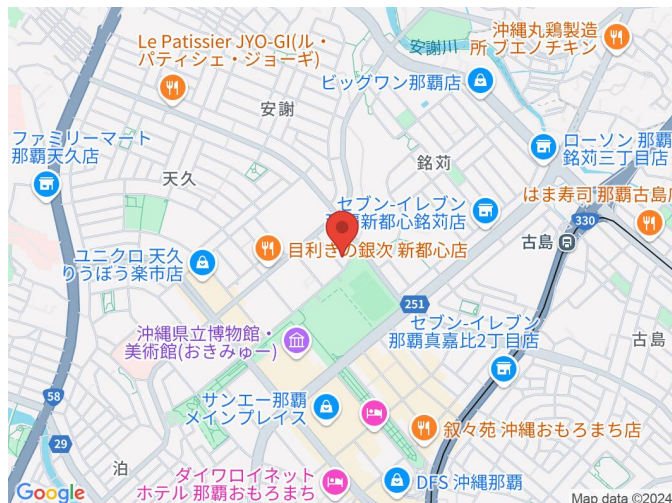 沖縄丸鶏製造
所 ブエノチキン
Le Patissier JYO-GI(ル・
パティシェ・ジョーギ)
安謝川
ビッグワン那覇店
安謝
ファミリーマート
那覇天久店
ローソン 那覇
銘苅三丁目店
銘苅
天久
セブン-イレブン
那覇新都心銘苅店
はま寿司 那覇古島店
330
古島
ユニクロ 天久
りうぼう楽市店
目利きの銀次 新都心店
251
沖縄県立博物館・
美術館(おきみゅー)
セブン-イレブン
那覇真嘉比2丁目店
古島
58
サンエー那覇
メインプレイス
叙々苑 沖縄おもろまち店
29
泊
ダイワロイネット
ホテル 那覇おもろまち
DFS 沖縄那覇
Google
Map data ©2024